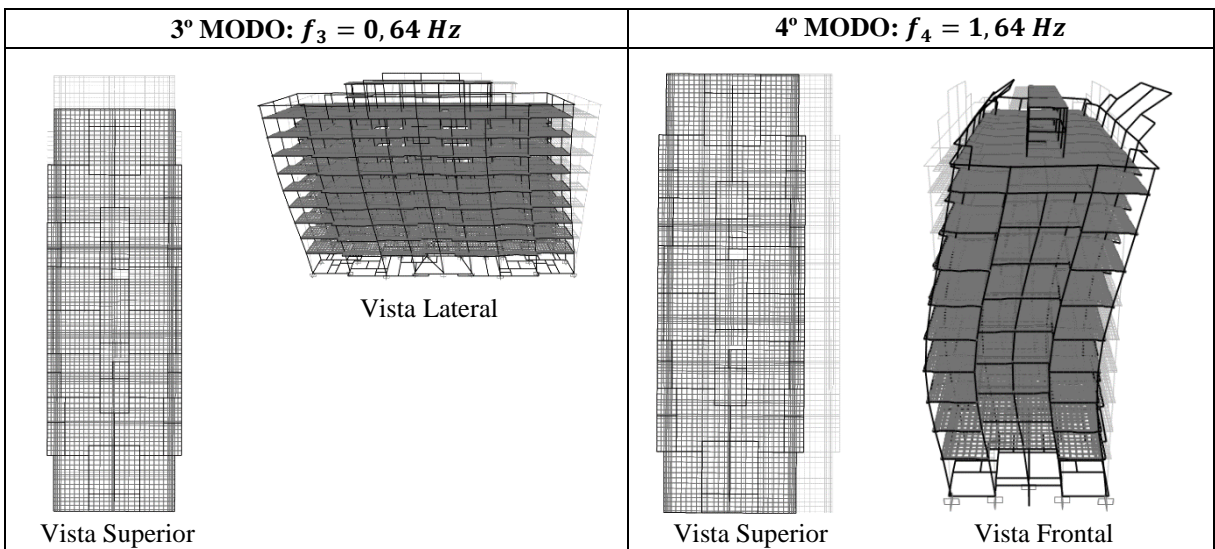 3º MODO: f₃ = 0,64 Hz
4º MODO: f₄ = 1,64 Hz
Vista Lateral
Vista Superior
Vista Superior
Vista Frontal